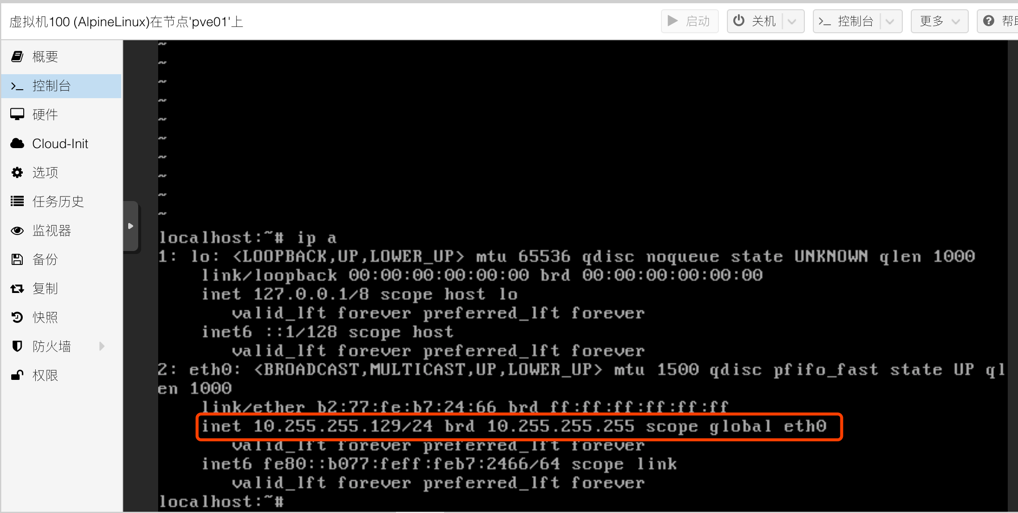 虚拟机100 (AlpineLinux)在节点'pve01'上
启动
关机
控制台
更多
帮助
概要
控制台
硬件
Cloud-Init
选项
任务历史
监视器
备份
复制
快照
防火墙
权限
~
~
~
~
~
~
~
~
~
~
localhost:~# ip a
1: lo: <LOOPBACK,UP,LOWER_UP> mtu 65536 qdisc noqueue state UNKNOWN qlen 1000
link/loopback 00:00:00:00:00:00 brd 00:00:00:00:00:00
inet 127.0.0.1/8 scope host lo
valid_lft forever preferred_lft forever
inet6 ::1/128 scope host
valid_lft forever preferred_lft forever
2: eth0: <BROADCAST,MULTICAST,UP,LOWER_UP> mtu 1500 qdisc pfifo_fast state UP ql
en 1000
link/ether b2:77:fe:b7:24:66 brd ff:ff:ff:ff:ff:ff
inet 10.255.255.129/24 brd 10.255.255.255 scope global eth0
valid_lft forever preferred_lft forever
inet6 fe80::b077:feff:feb7:2466/64 scope link
valid_lft forever preferred_lft forever
localhost:~#